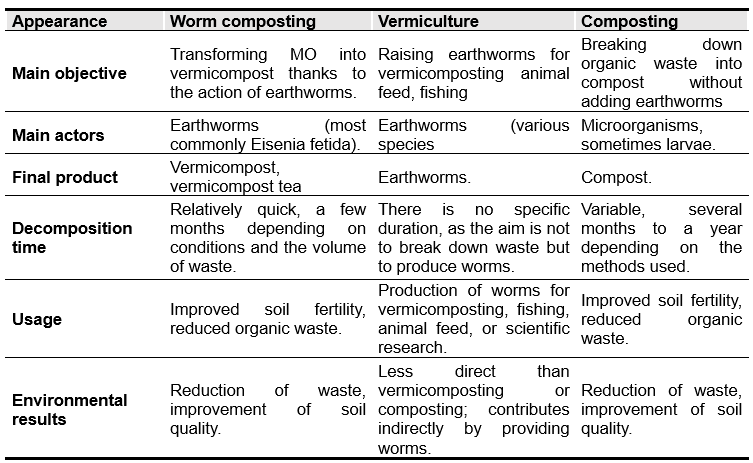 Appearance Worm composting Vermiculture Composting
Main objective
Transforming MO into
vermicompost thanks to
the action of earthworms.
Raising earthworms for
vermicomposting animal
feed, fishing
Breaking down
organic waste into
compost without
adding earthworms
Main actors
Earthworms (most
commonly Eisenia fetida).
Earthworms (various
species
Microorganisms,
sometimes larvae.
Final product
Vermicompost,
vermicompost tea
Earthworms.
Compost.
Decomposition
time
Relatively quick, a few
months depending on
conditions and the volume
of waste.
There is no specific
duration, as the aim is not
to break down waste but
to produce worms.
Variable, several
months to a year
depending on the
methods used.
Usage
Improved soil fertility,
reduced organic waste.
Production of worms for
vermicomposting, fishing,
animal feed, or scientific
research.
Improved soil fertility,
reduced organic
waste.
Environmental
results
Reduction of waste,
improvement of soil
quality.
Less direct than
vermicomposting or
composting; contributes
indirectly by providing
worms.
Reduction of waste,
improvement of soil
quality.